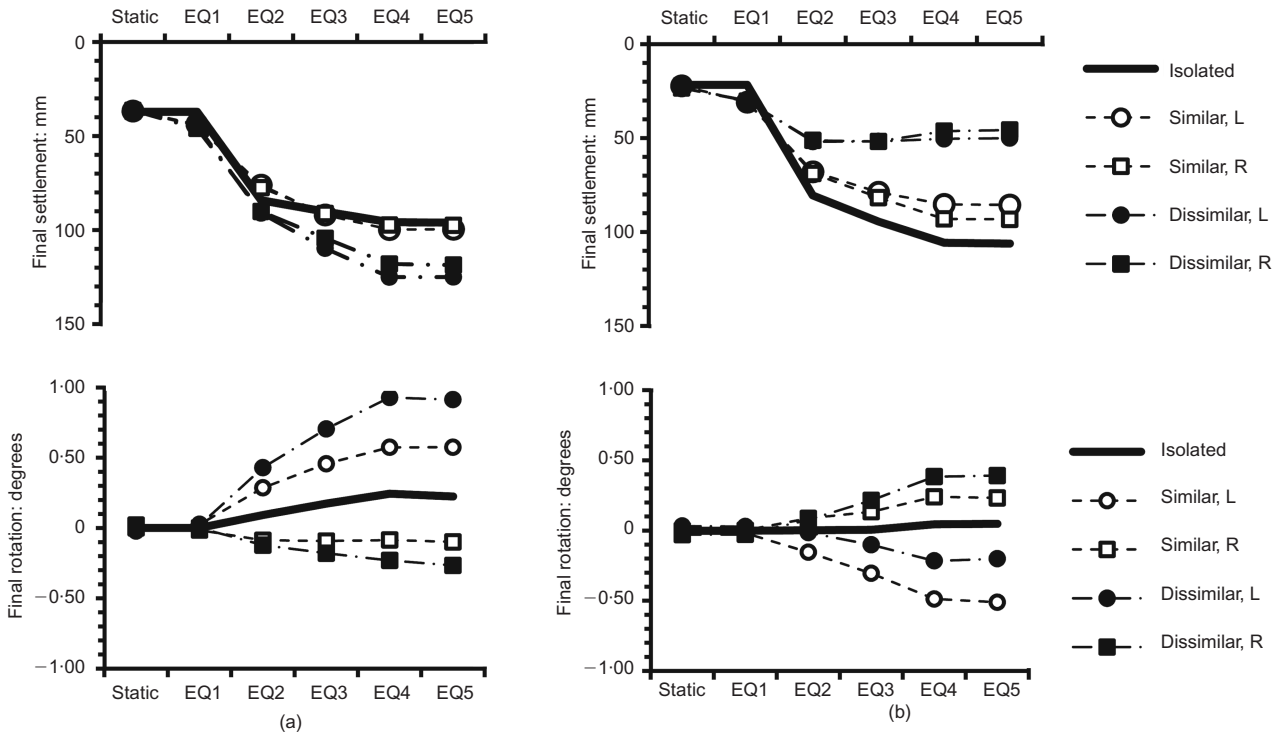 Static EQ1 EQ2 EQ3 EQ4 EQ5
0
50
100
150
Final settlement: mm
Static EQ1 EQ2 EQ3 EQ4 EQ5
0
50
100
150
Final settlement: mm
Isolated
Similar, L
Similar, R
Dissimilar, L
Dissimilar, R
1·00
0·50
0
−0·50
−1·00
Final rotation: degrees
Static EQ1 EQ2 EQ3 EQ4 EQ5
(a)
1·00
0·50
0
−0·50
−1·00
Final rotation: degrees
Static EQ1 EQ2 EQ3 EQ4 EQ5
(b)
Isolated
Similar, L
Similar, R
Dissimilar, L
Dissimilar, R